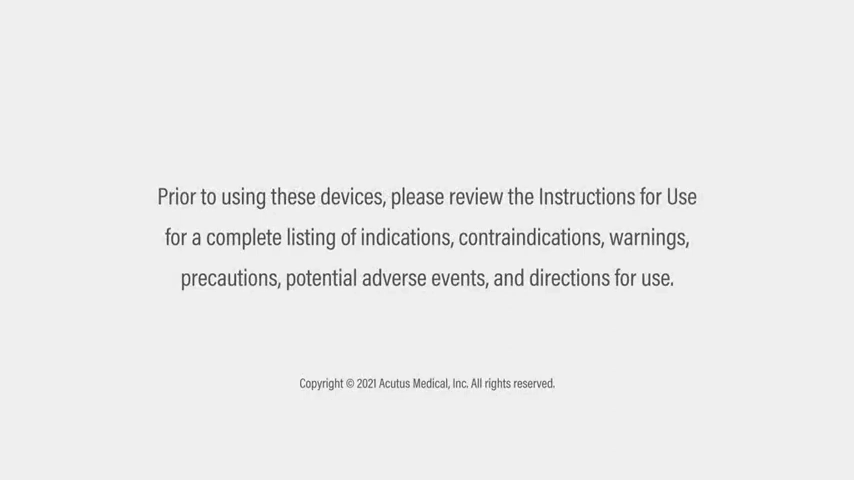 Prior to using these devices, please review the Instructions for Use
for a complete listing of indications, contraindications, warnings,
precautions, potential adverse events, and directions for use.
Copyright © 2021 Acutus Medical, Inc. All rights reserved.